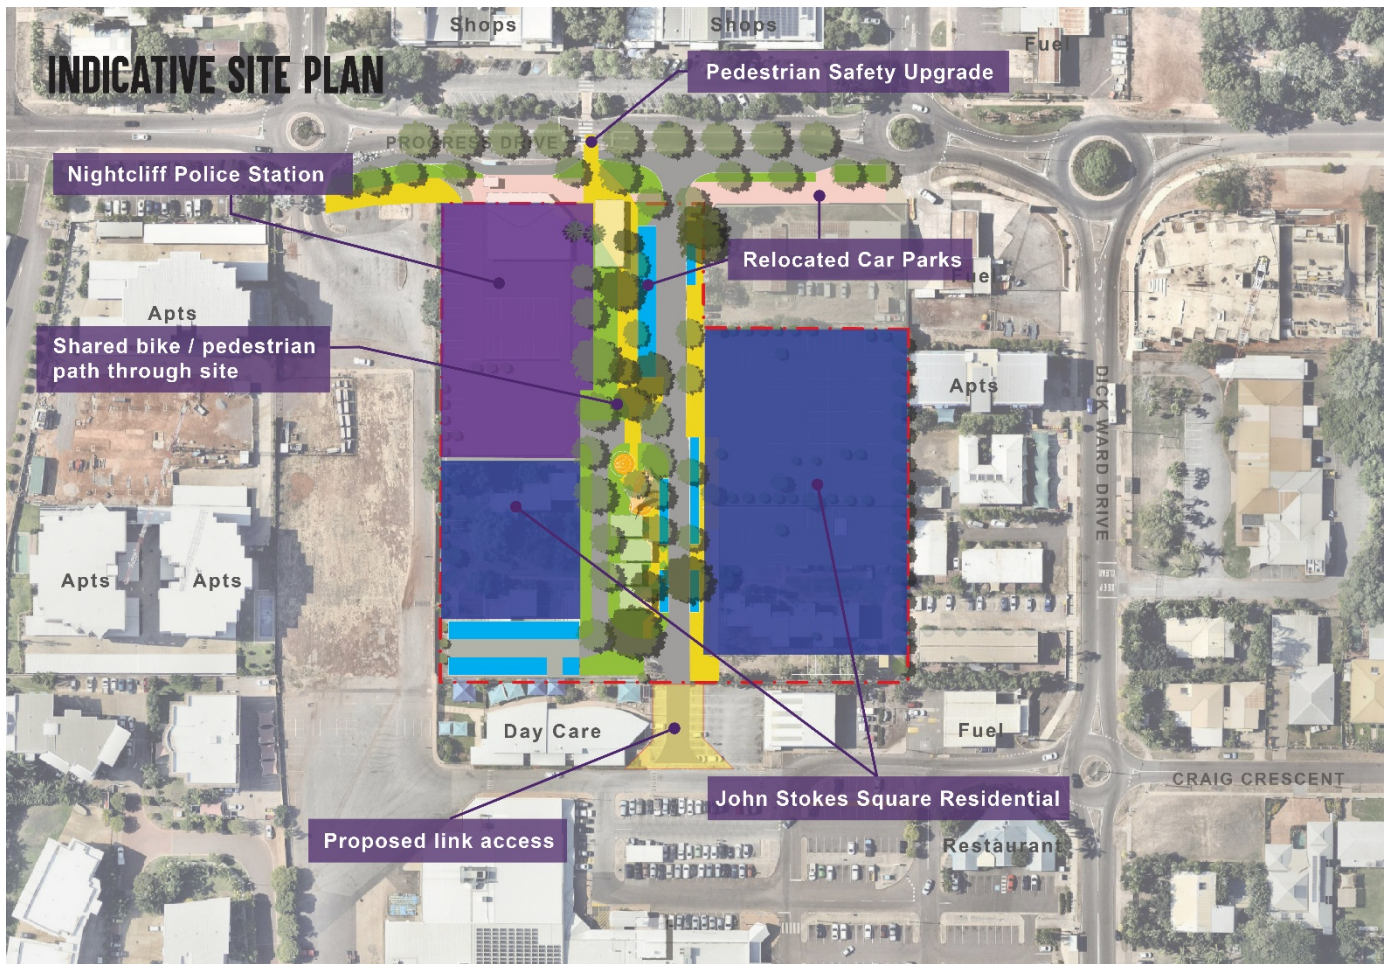 Shops
Shops
Fuel
INDICATIVE SITE PLAN
Pedestrian Safety Upgrade
PROGRESS DRIVE
Nightcliff Police Station
Relocated Car Parks
Fuel
Apts
Shared bike / pedestrian
path through site
Apts
DICK WARD DRIVE
Apts
Apts
Day Care
Fuel
CRAIG CRESCENT
John Stokes Square Residential
Proposed link access
Restaurant